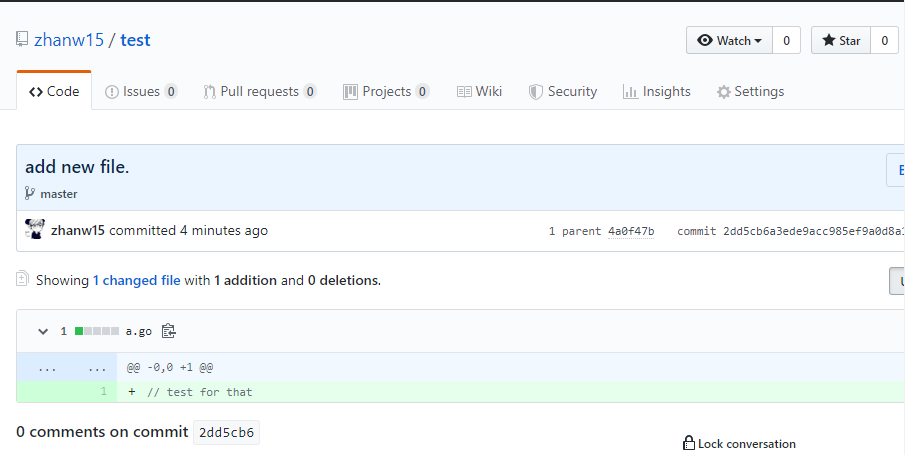 zhanw15 / test
Watch 0 Star 0
Code Issues 0 Pull requests 0 Projects 0 Wiki Security Insights Settings
add new file.
master
zhanw15 committed 4 minutes ago 1 parent 4a0f47b commit 2dd5cb6a3ede9acc985ef9a0d8a
Showing 1 changed file with 1 addition and 0 deletions.
1 a.go
... ... @@ -0,0 +1 @@
1 + // test for that
0 comments on commit 2dd5cb6
Lock conversation